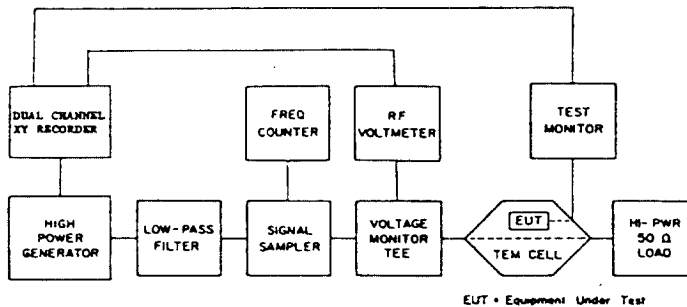 DUAL CHANNEL
XY RECORDER
FREQ
COUNTER
RF
VOLTMETER
TEST
MONITOR
HIGH
POWER
GENERATOR
LOW-PASS
FILTER
SIGNAL
SAMPLER
VOLTAGE
MONITOR
TEE
EUT
TEM CELL
HI-PWR
50 Ω
LOAD
EUT = Equipment Under Test